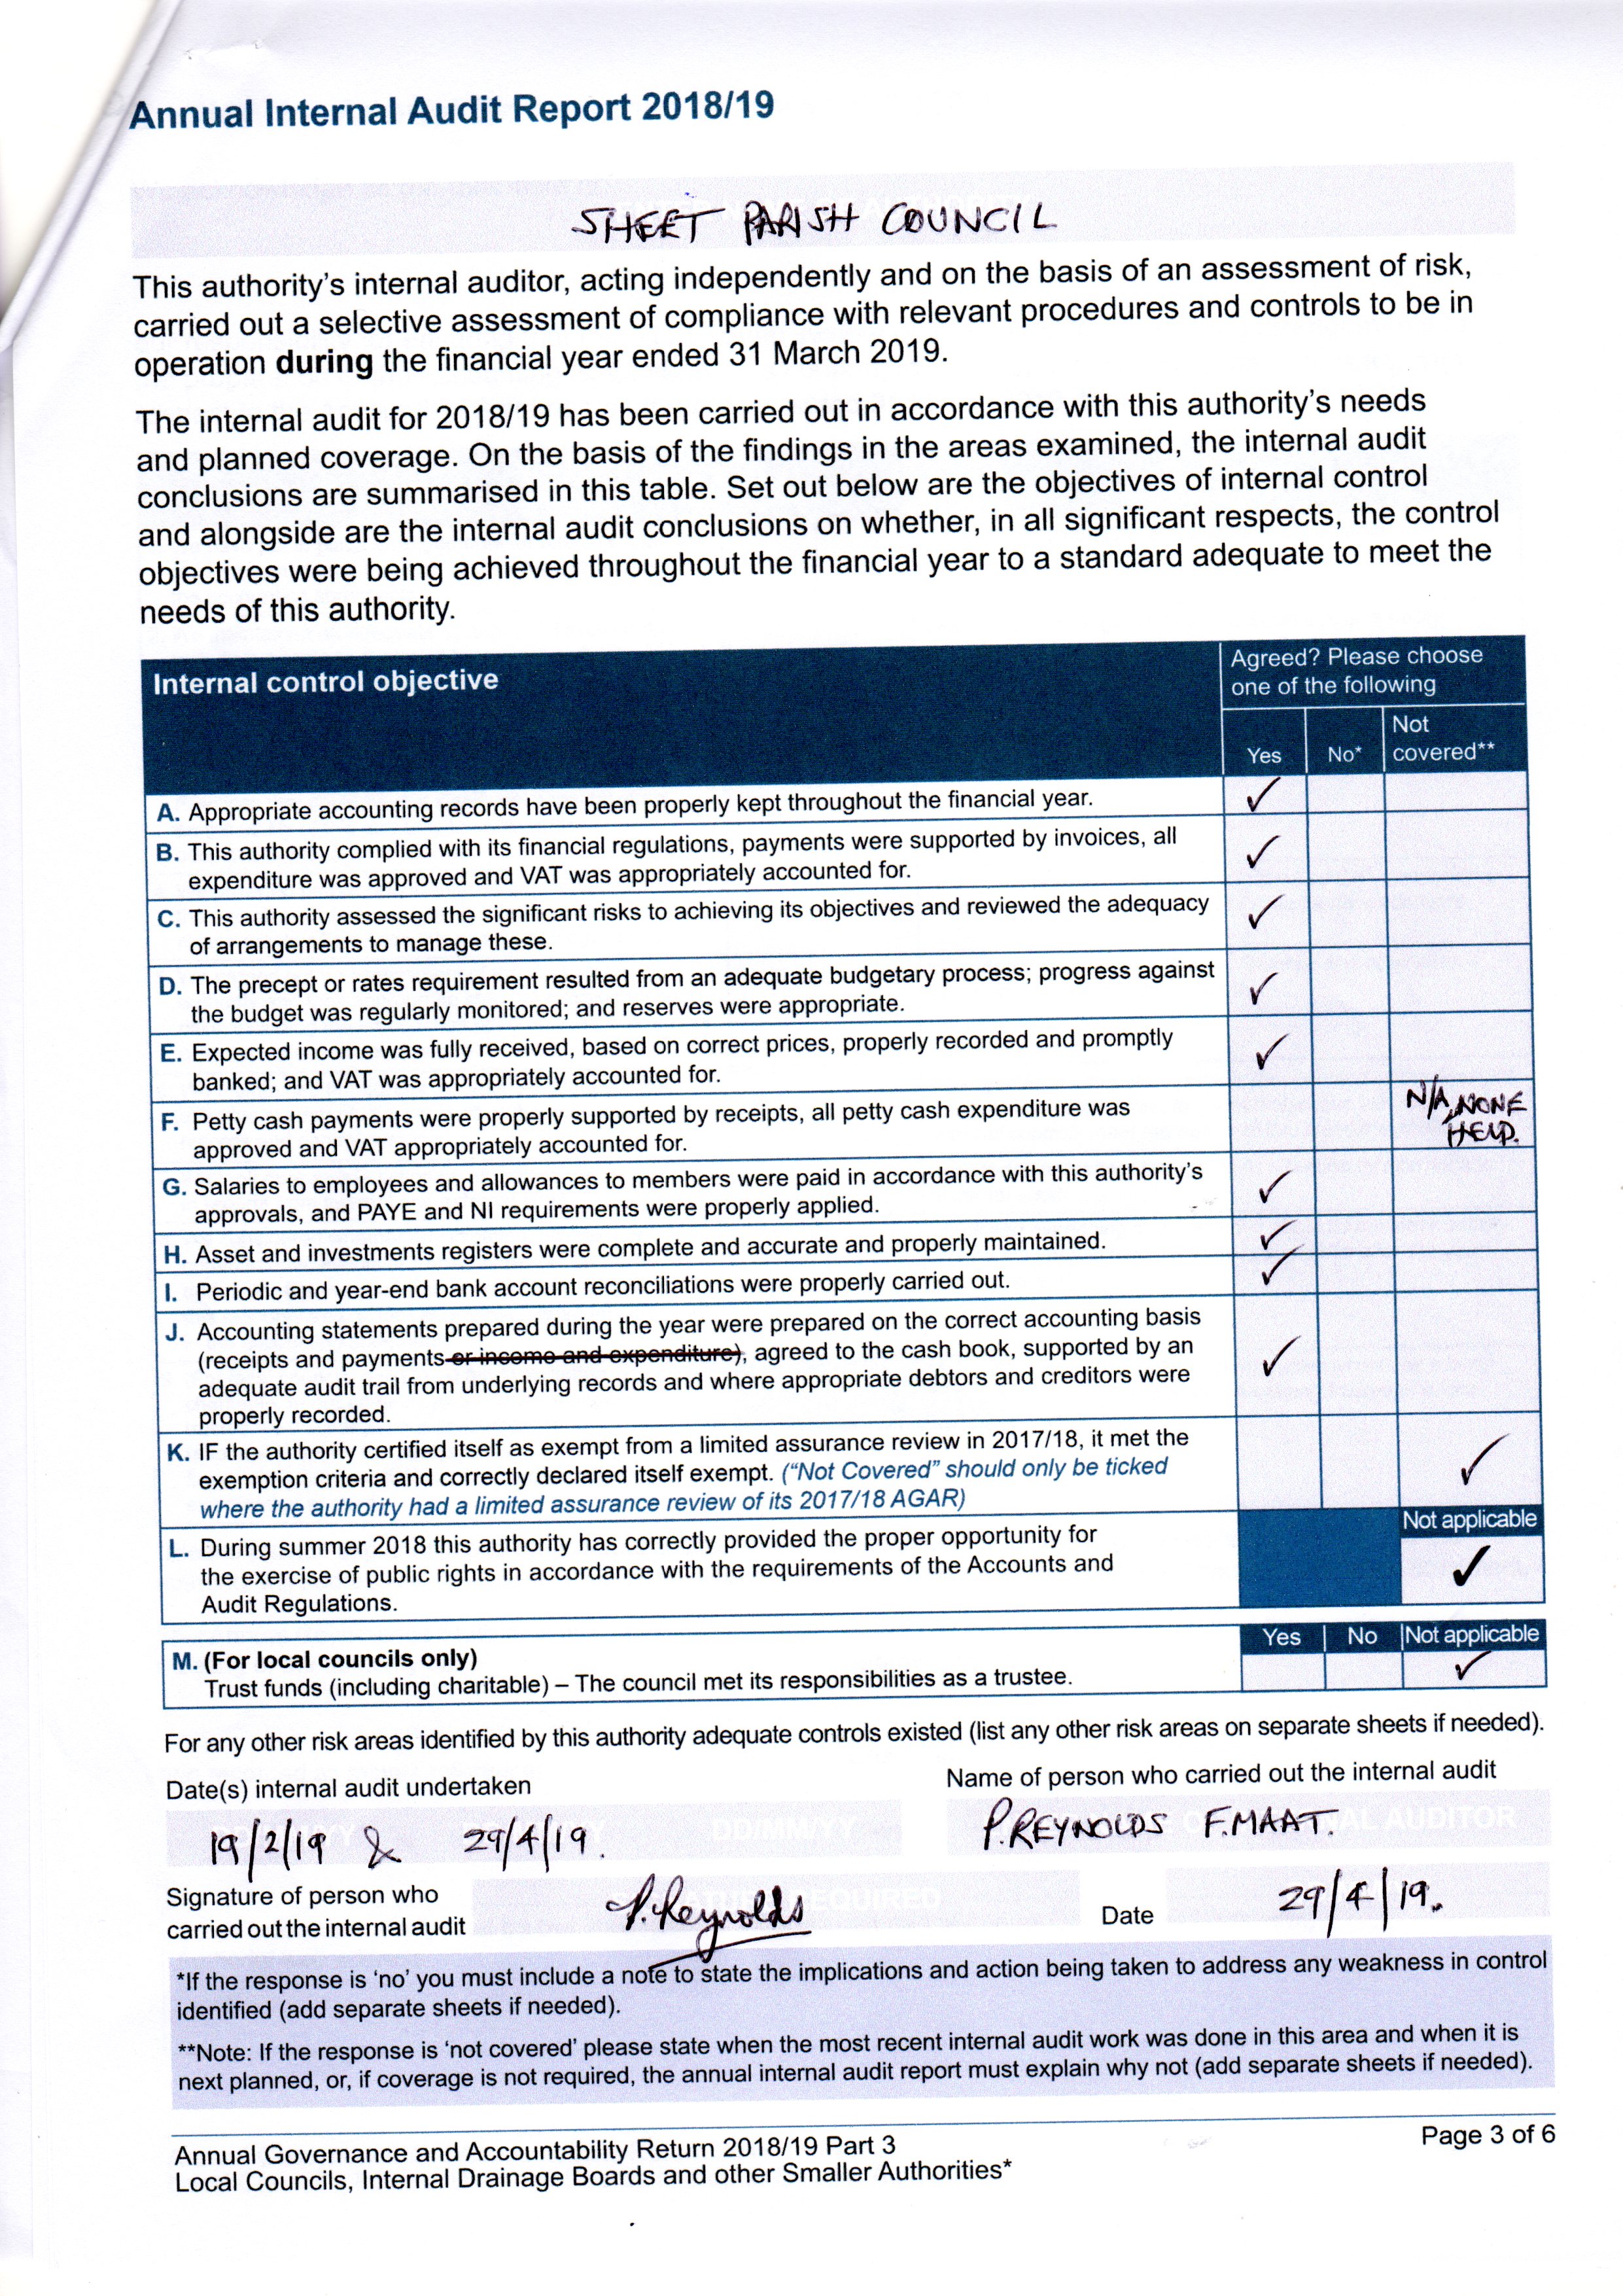 Annual Internal Audit Report 2018/19
SHEET PARISH COUNCIL
This authority's internal auditor, acting independently and on the basis of an assessment of risk,
carried out a selective assessment of compliance with relevant procedures and controls to be in
operation during the financial year ended 31 March 2019.
The internal audit for 2018/19 has been carried out in accordance with this authority's needs
and planned coverage. On the basis of the findings in the areas examined, the internal audit
conclusions are summarised in this table. Set out below are the objectives of internal control
and alongside are the internal audit conclusions on whether, in all significant respects, the control
objectives were being achieved throughout the financial year to a standard adequate to meet the
needs of this authority.
Internal control objective
Agreed? Please choose
one of the following
Yes
No*
Not
covered**
A. Appropriate accounting records have been properly kept throughout the financial year. ✓
B. This authority complied with its financial regulations, payments were supported by invoices, all ✓
expenditure was approved and VAT was appropriately accounted for.
C. This authority assessed the significant risks to achieving its objectives and reviewed the adequacy ✓
of arrangements to manage these.
D. The precept or rates requirement resulted from an adequate budgetary process; progress against ✓
the budget was regularly monitored; and reserves were appropriate.
E. Expected income was fully received, based on correct prices, properly recorded and promptly ✓
banked; and VAT was appropriately accounted for.
F. Petty cash payments were properly supported by receipts, all petty cash expenditure was N/A, NONE
approved and VAT appropriately accounted for. HELD.
G. Salaries to employees and allowances to members were paid in accordance with this authority's ✓
approvals, and PAYE and NI requirements were properly applied.
H. Asset and investments registers were complete and accurate and properly maintained. ✓
I. Periodic and year-end bank account reconciliations were properly carried out. ✓
J. Accounting statements prepared during the year were prepared on the correct accounting basis
(receipts and payments or income and expenditure), agreed to the cash book, supported by an ✓
adequate audit trail from underlying records and where appropriate debtors and creditors were
properly recorded.
K. IF the authority certified itself as exempt from a limited assurance review in 2017/18, it met the
exemption criteria and correctly declared itself exempt. ("Not Covered" should only be ticked ✓
where the authority had a limited assurance review of its 2017/18 AGAR)
Not applicable
L. During summer 2018 this authority has correctly provided the proper opportunity for
the exercise of public rights in accordance with the requirements of the Accounts and ✓
Audit Regulations.
Yes No Not applicable
M. (For local councils only)
Trust funds (including charitable) – The council met its responsibilities as a trustee. ✓
For any other risk areas identified by this authority adequate controls existed (list any other risk areas on separate sheets if needed).
Date(s) internal audit undertaken
Name of person who carried out the internal audit
19/2/19 & 29/4/19. DD/MM/YY
P.REYNOLDS F.MAAT.
Signature of person who
carried out the internal audit
P. Reynolds
Date
29/4/19.
*If the response is 'no' you must include a note to state the implications and action being taken to address any weakness in control
identified (add separate sheets if needed).
**Note: If the response is 'not covered' please state when the most recent internal audit work was done in this area and when it is
next planned, or, if coverage is not required, the annual internal audit report must explain why not (add separate sheets if needed).
Annual Governance and Accountability Return 2018/19 Part 3
Local Councils, Internal Drainage Boards and other Smaller Authorities*
Page 3 of 6